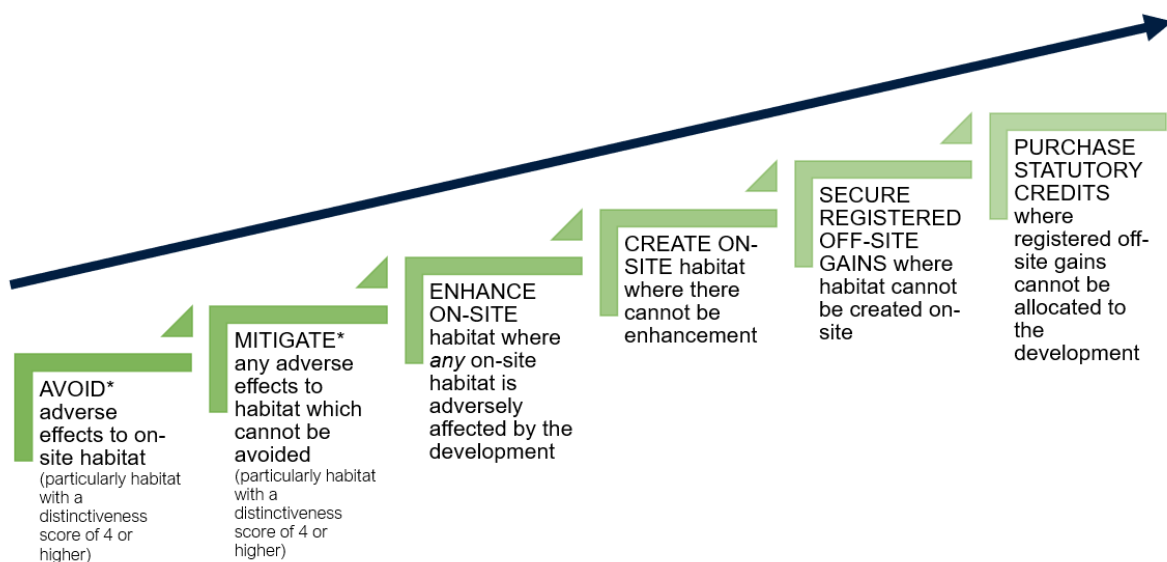 AVOID*
adverse
effects to on-
site habitat
(particularly habitat
with a
distinctiveness
score of 4 or
higher)
MITIGATE*
any adverse
effects to
habitat which
cannot be
avoided
(particularly habitat
with a
distinctiveness
score of 4 or
higher)
ENHANCE
ON-SITE
habitat where
any on-site
habitat is
adversely
affected by the
development
CREATE ON-
SITE habitat
where there
cannot be
enhancement
SECURE
REGISTERED
OFF-SITE
GAINS where
habitat cannot
be created on-
site
PURCHASE
STATUTORY
CREDITS
where
registered off-
site gains
cannot be
allocated to
the
development